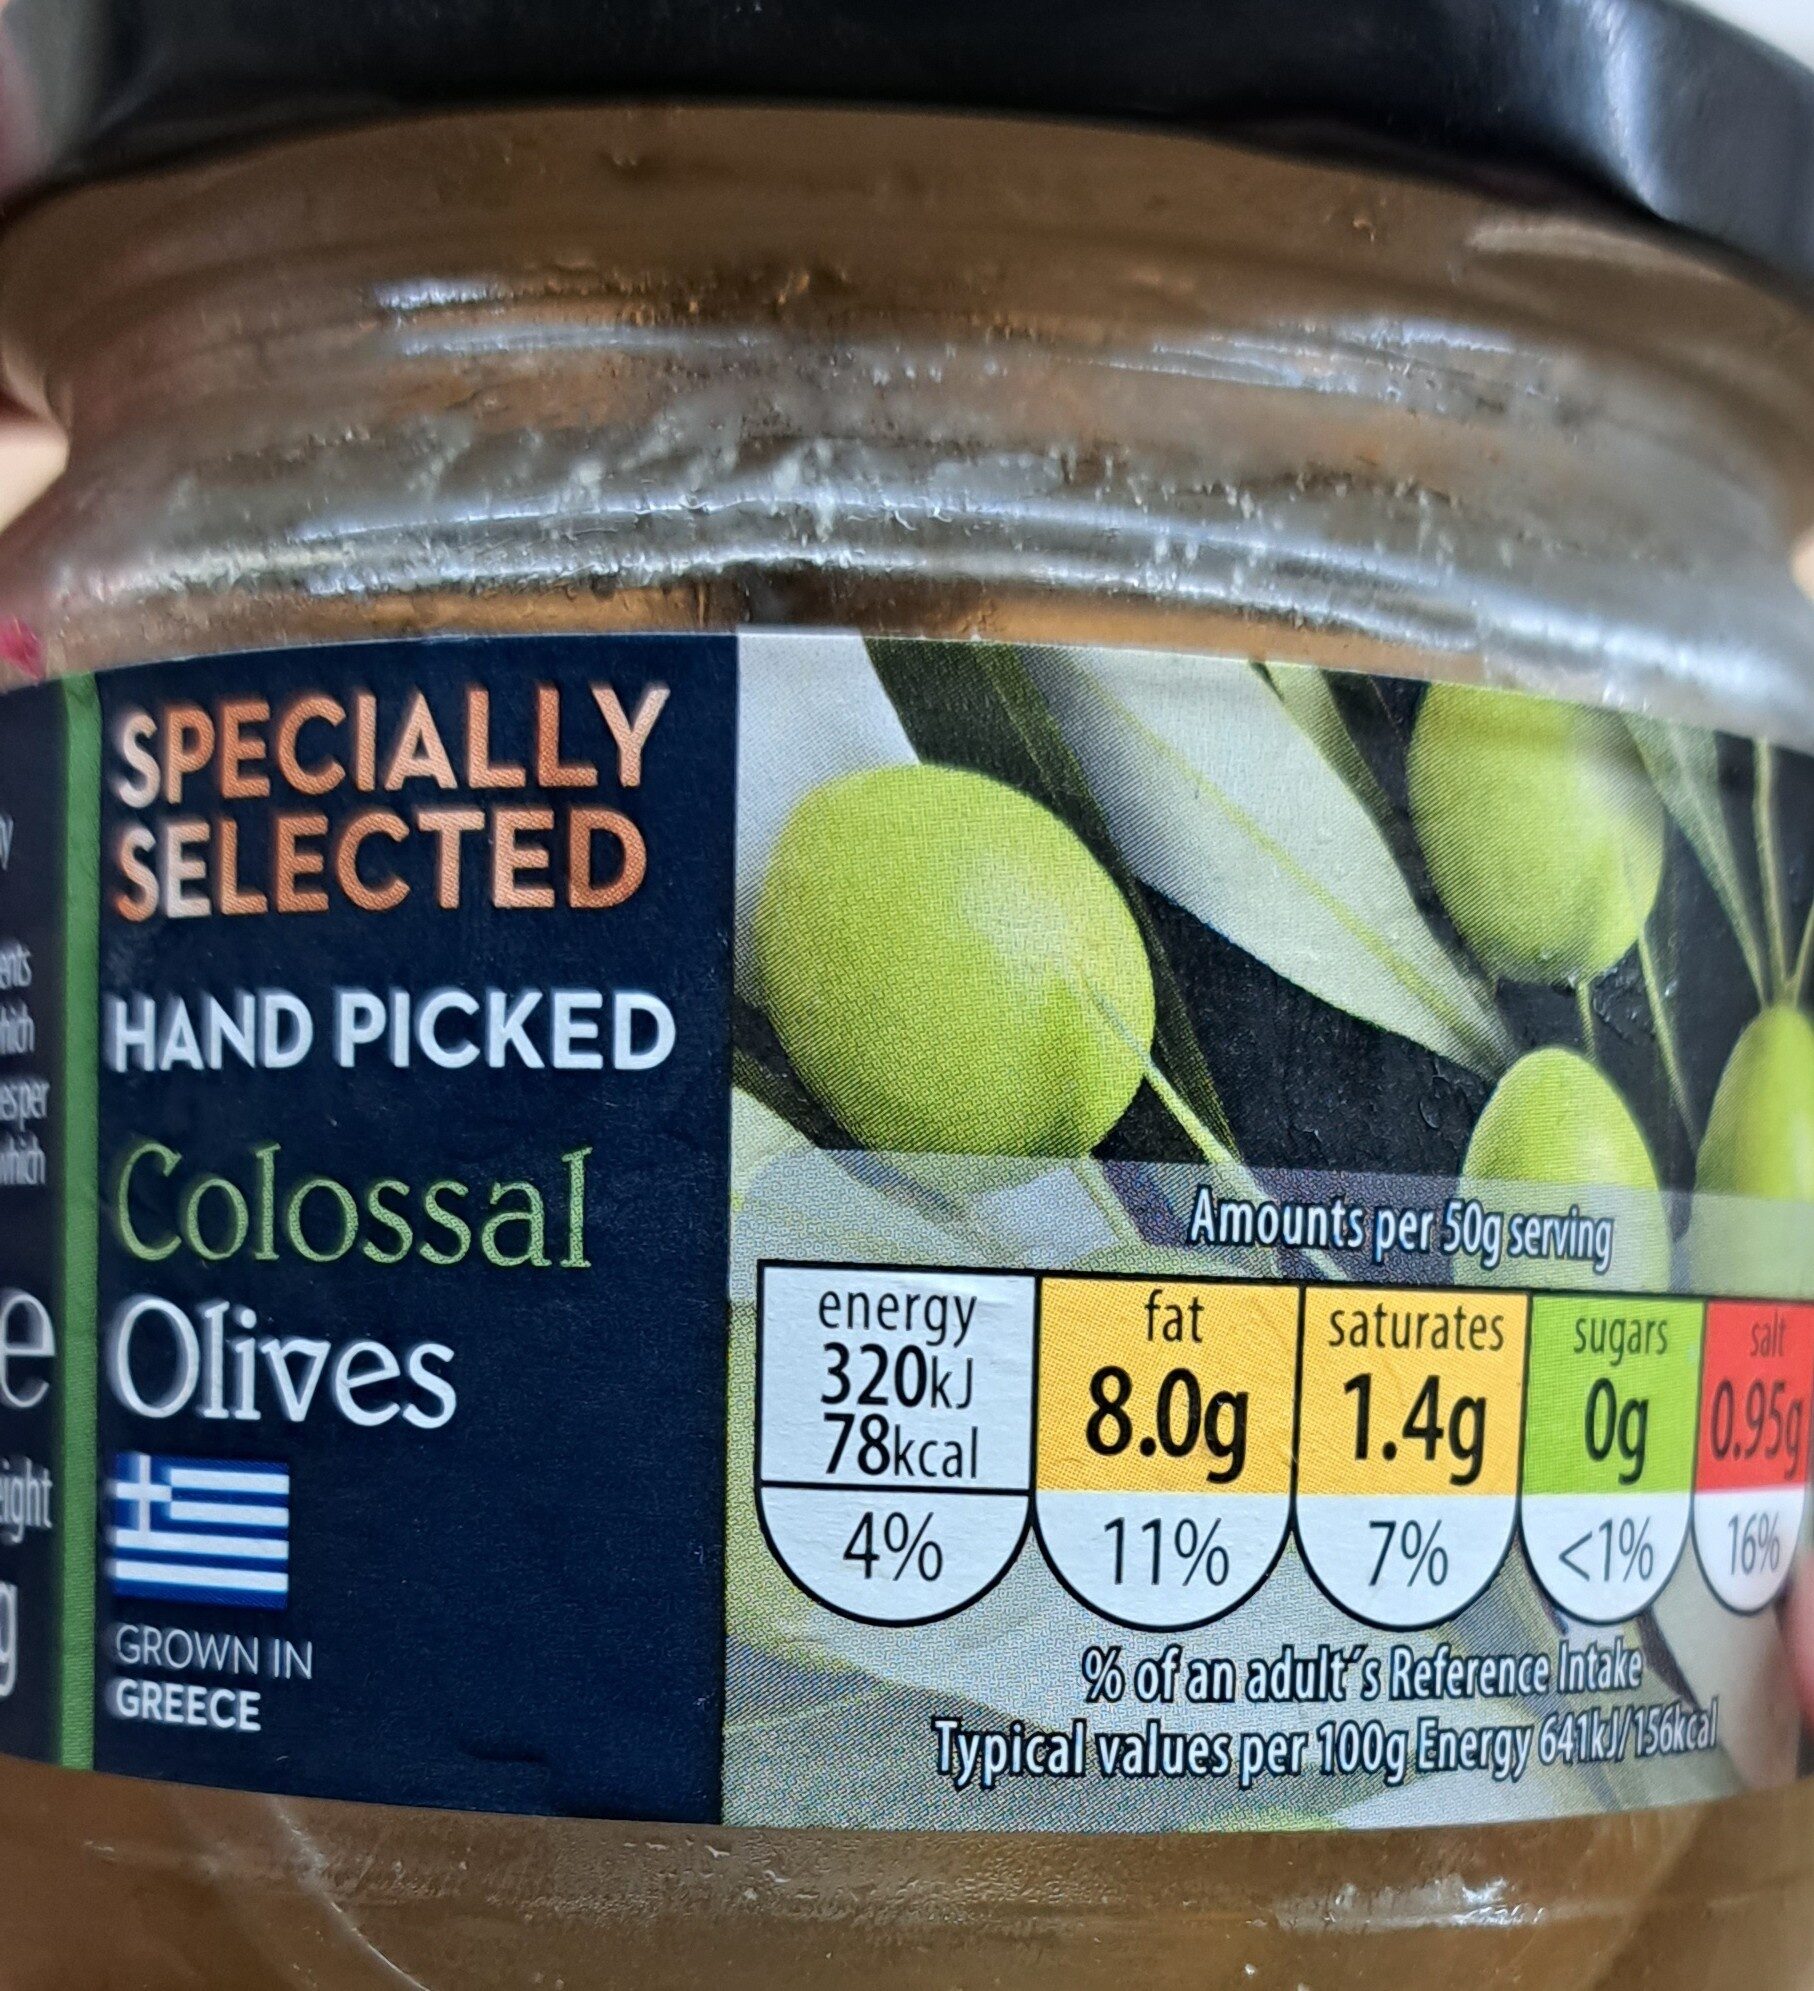 SPECIALLY
SELECTED
HAND PICKED
Colossal
Olives
GROWN IN
GREECE
Amounts per 50g serving
energy
320kJ
78kcal
4%
fat
8.0g
11%
saturates
1.4g
7%
sugars
0g
<1%
salt
0.95g
16%
% of an adult´s Reference Intake
Typical values per 100g Energy 641kJ/156kcal